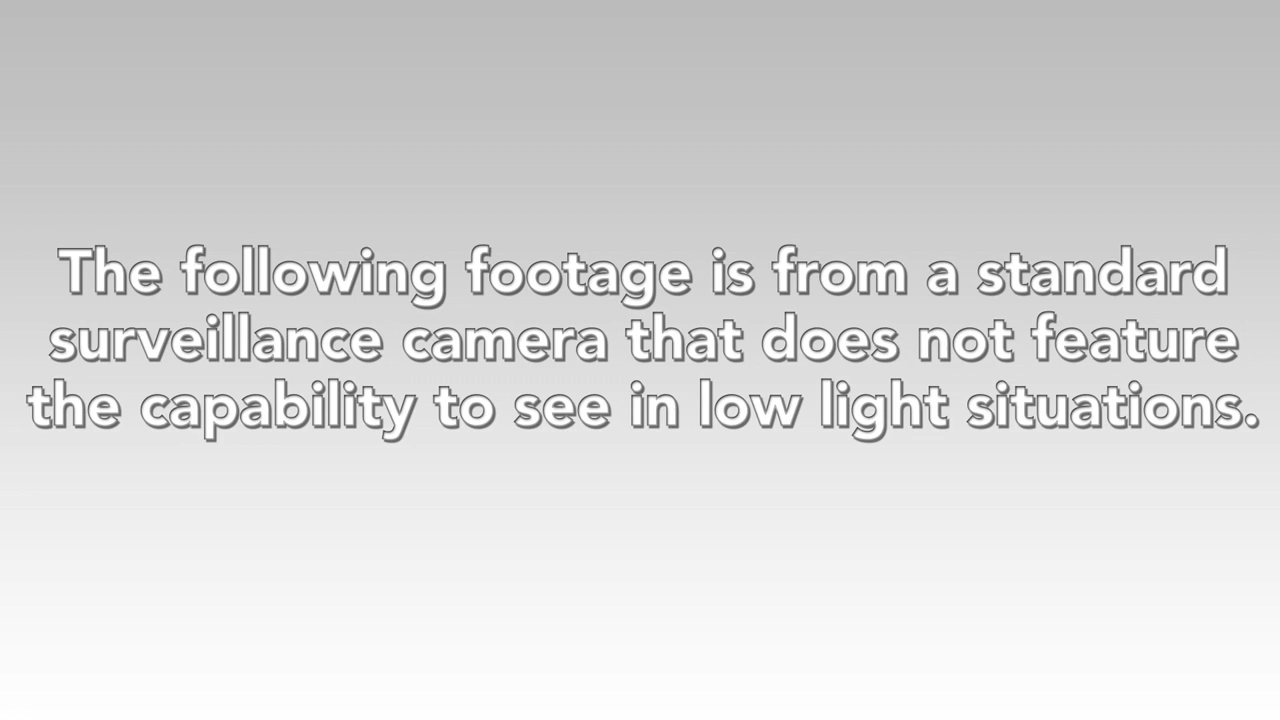 The following footage is from a standard
surveillance camera that does not feature
the capability to see in low light situations.